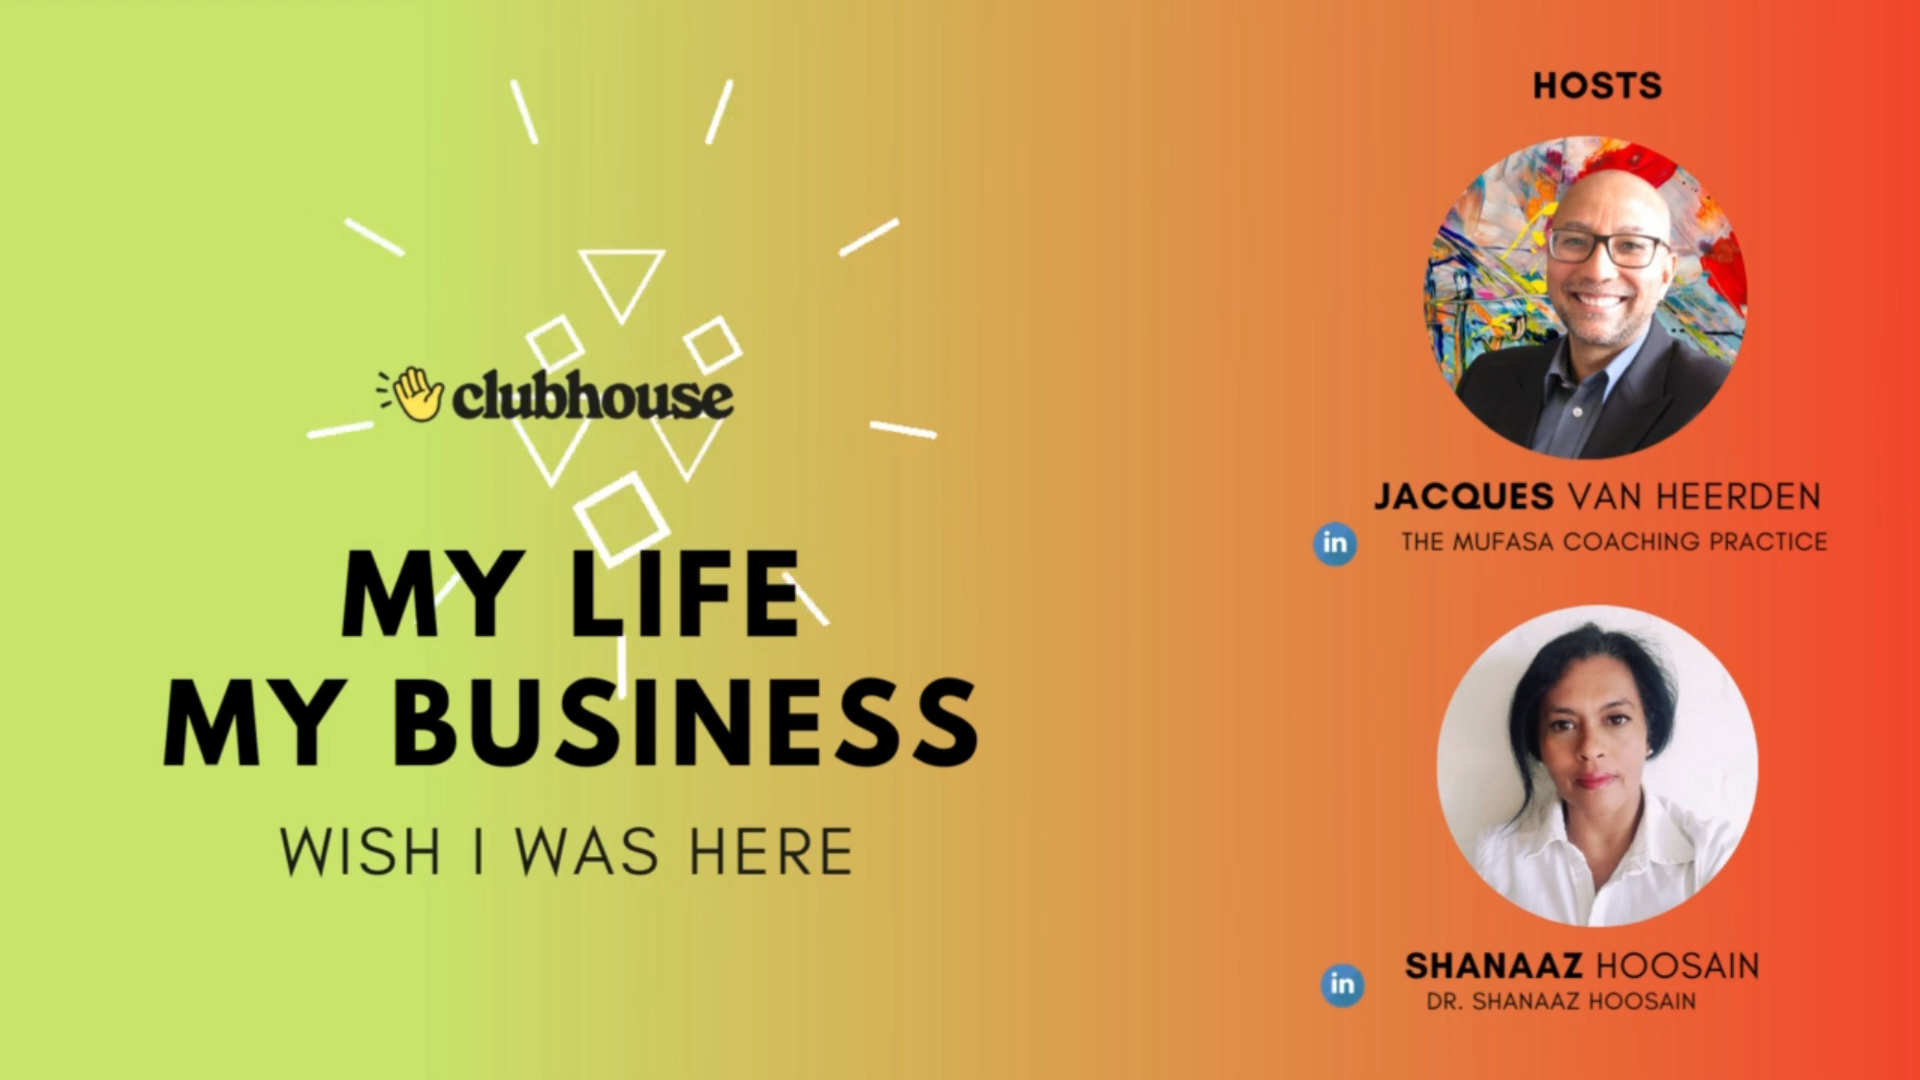 clubhouse
MY LIFE
MY BUSINESS
WISH I WAS HERE
HOSTS
JACQUES VAN HEERDEN
in
THE MUFASA COACHING PRACTICE
SHANAAZ HOOSAIN
in
DR. SHANAAZ HOOSAIN